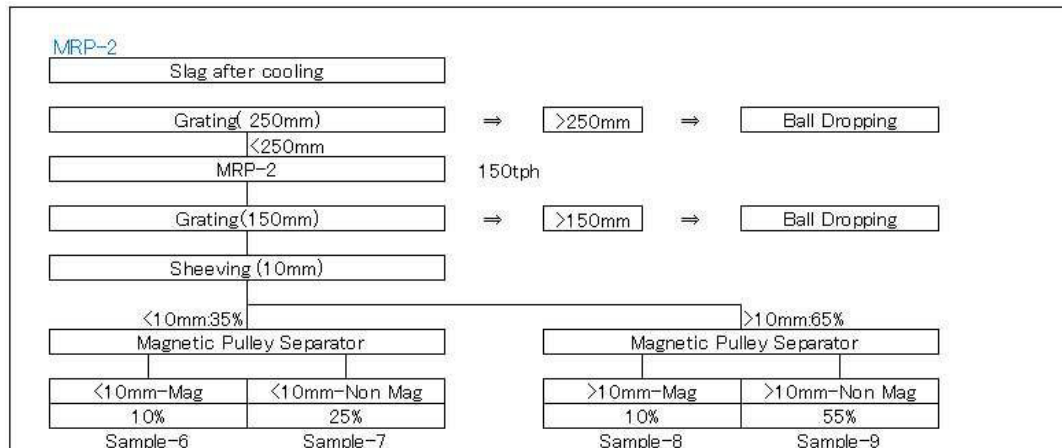 MRP-2
Slag after cooling
Grating( 250mm) ⇒ >250mm ⇒ Ball Dropping
<250mm
MRP-2 150tph
Grating(150mm) ⇒ >150mm ⇒ Ball Dropping
Sheeving (10mm)
<10mm:35% >10mm:65%
Magnetic Pulley Separator Magnetic Pulley Separator
<10mm-Mag <10mm-Non Mag >10mm-Mag >10mm-Non Mag
10% 25% 10% 55%
Sample-6 Sample-7 Sample-8 Sample-9